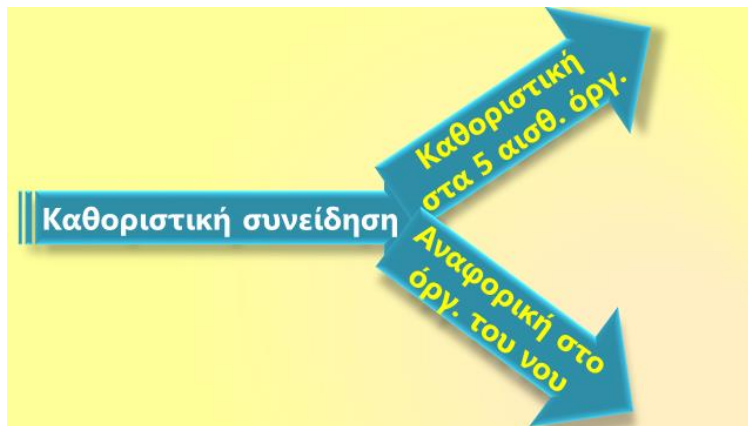 Καθοριστική συνείδηση
Καθοριστική
στα 5 αισθ. όργ.
Αναφορική στο
όργ. του νου